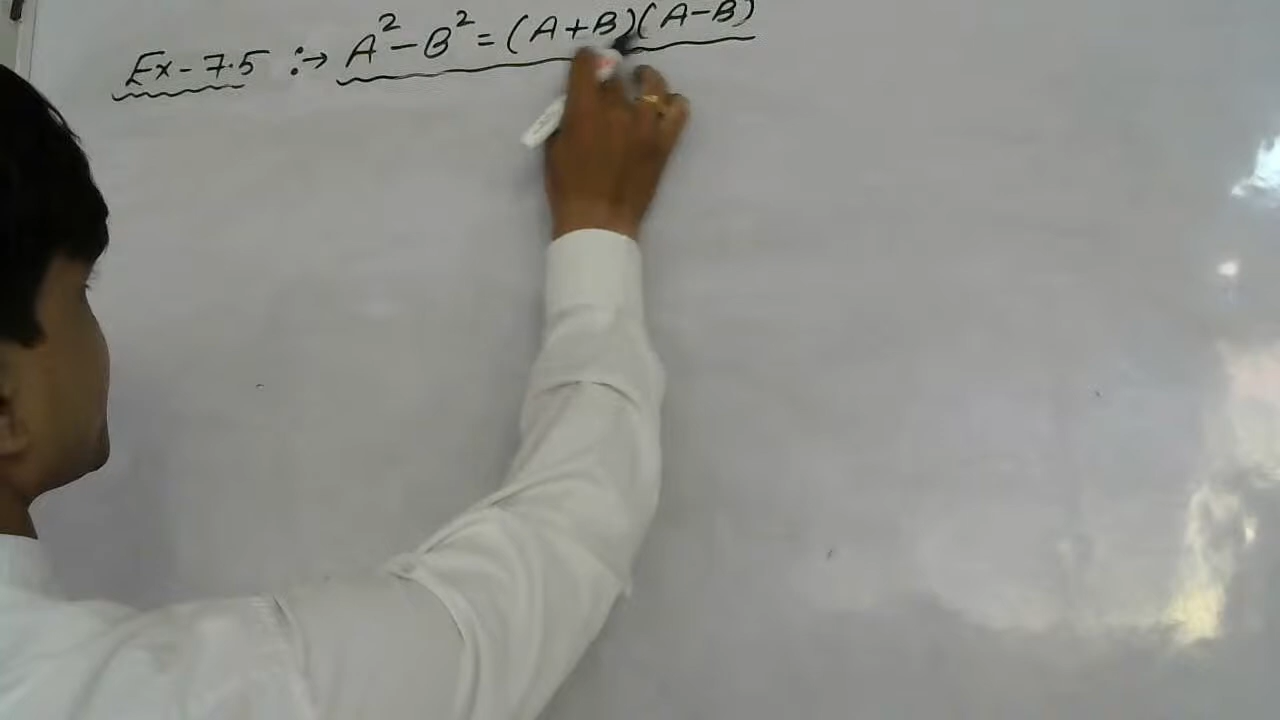 Ex-7.5 :→ A²-B² = (A+B)(A-B)